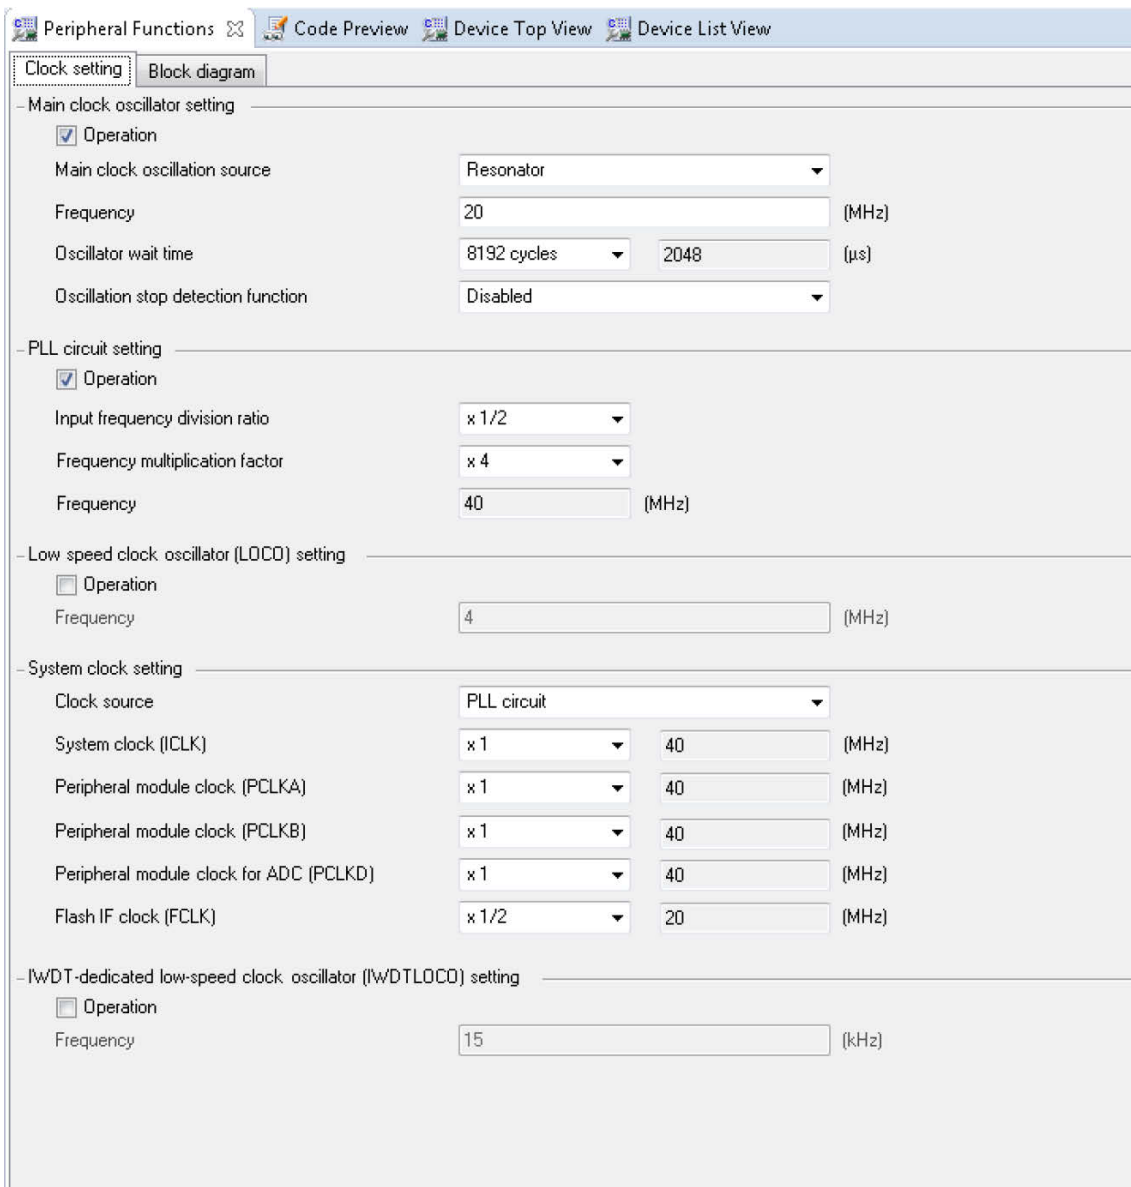 Peripheral Functions Code Preview Device Top View Device List View
Clock setting Block diagram
Main clock oscillator setting
Operation
Main clock oscillation source Resonator
Frequency 20 (MHz)
Oscillator wait time 8192 cycles 2048 (μs)
Oscillation stop detection function Disabled
PLL circuit setting
Operation
Input frequency division ratio x 1/2
Frequency multiplication factor x 4
Frequency 40 (MHz)
Low speed clock oscillator (LOCO) setting
Operation
Frequency 4 (MHz)
System clock setting
Clock source PLL circuit
System clock (ICLK) x 1 40 (MHz)
Peripheral module clock (PCLKA) x 1 40 (MHz)
Peripheral module clock (PCLKB) x 1 40 (MHz)
Peripheral module clock for ADC (PCLKD) x 1 40 (MHz)
Flash IF clock (FCLK) x 1/2 20 (MHz)
IWDT-dedicated low-speed clock oscillator (IWDTLOCO) setting
Operation
Frequency 15 (kHz)